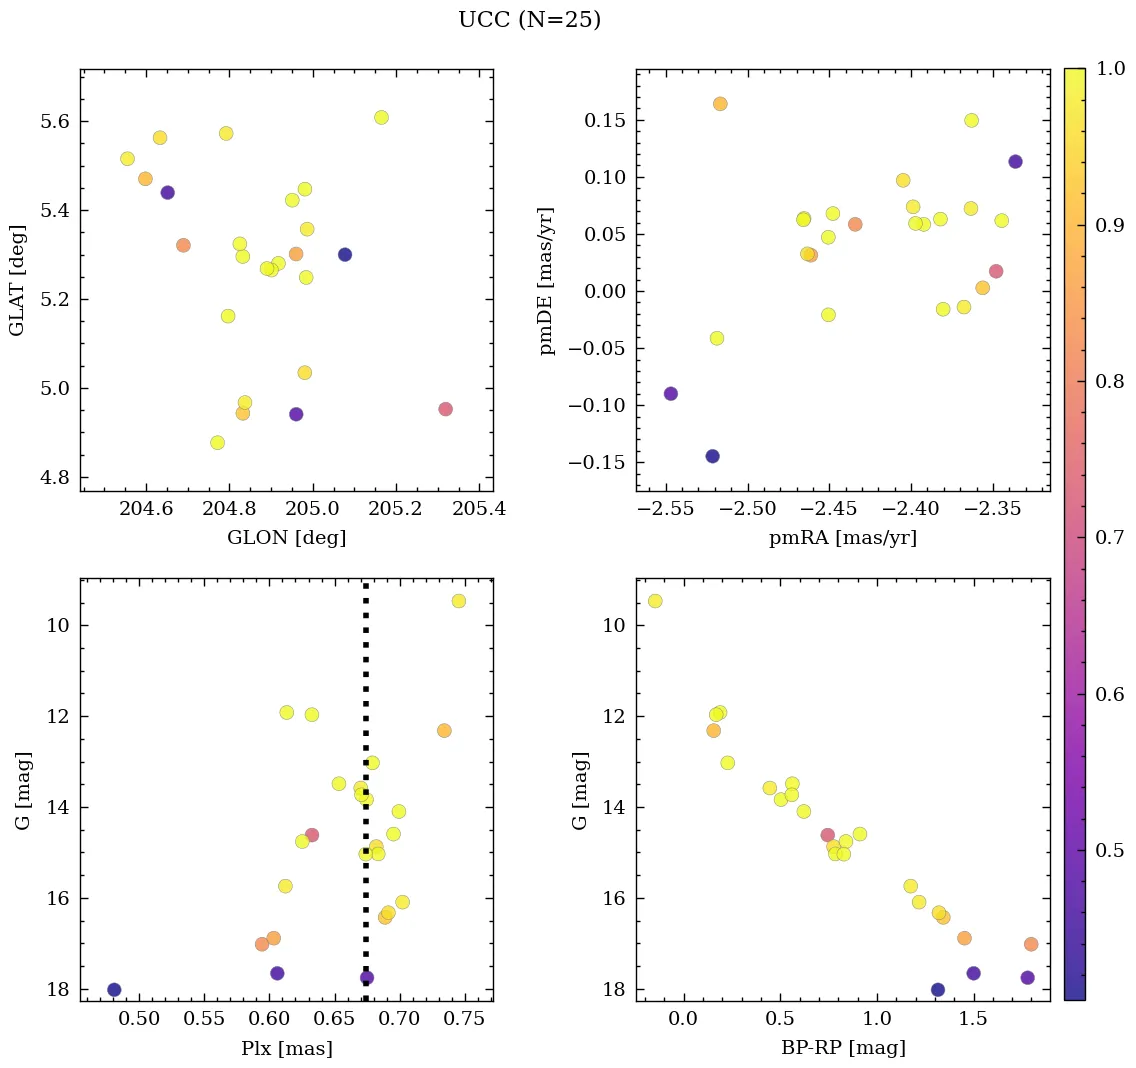 UCC (N=25)
5.6
5.4
5.2
5.0
4.8
GLAT [deg]
204.6 204.8 205.0 205.2 205.4
GLON [deg]
0.15
0.10
0.05
0.00
−0.05
−0.10
−0.15
pmDE [mas/yr]
−2.55 −2.50 −2.45 −2.40 −2.35
pmRA [mas/yr]
1.0
0.9
0.8
0.7
0.6
0.5
10
12
14
16
18
G [mag]
0.50 0.55 0.60 0.65 0.70 0.75
Plx [mas]
10
12
14
16
18
G [mag]
0.0 0.5 1.0 1.5
BP-RP [mag]